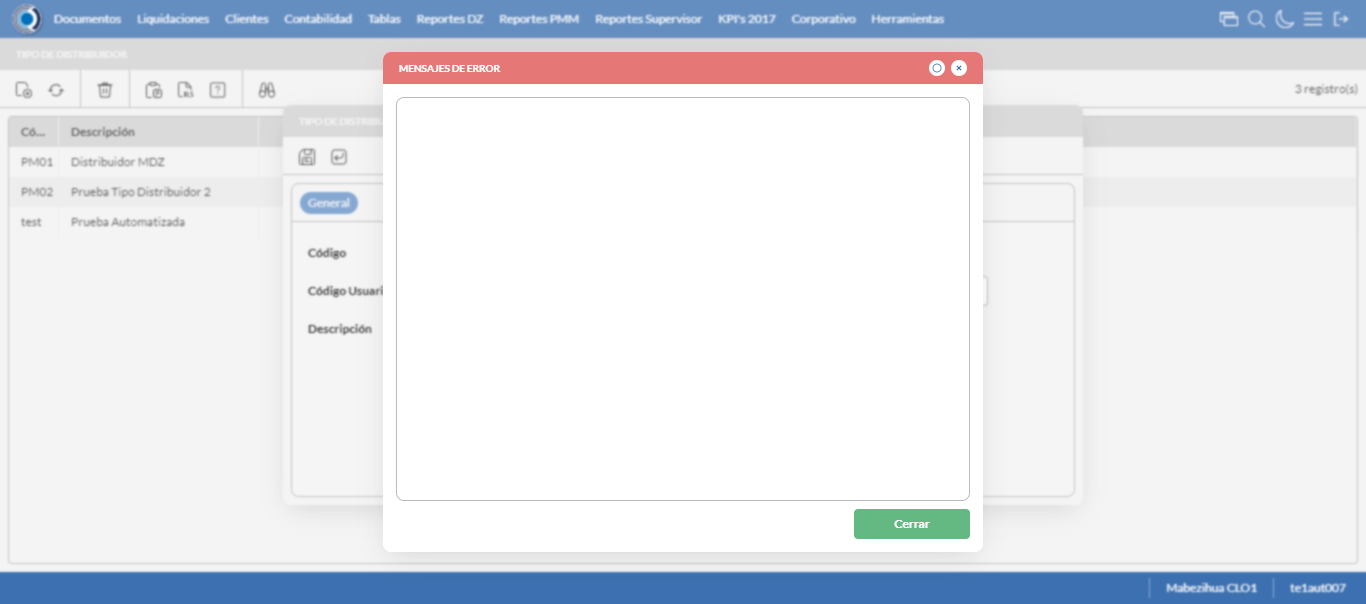 Documentos Liquidaciones Clientes Contabilidad Tablas Reportes DZ Reportes PMM Reportes Supervisor KPI's 2017 Corporativo Herramientas
TIPO DE DISTRIBUIDOR
MENSAJES DE ERROR
3 registro(s)
TIPO DE DISTRIBU
Có... Descripción
PM01 Distribuidor MDZ
PM02 Prueba Tipo Distribuidor 2
test Prueba Automatizada
General
Código
Código Usuari
Descripción
Cerrar
Mabezihua CLO1 te1aut007